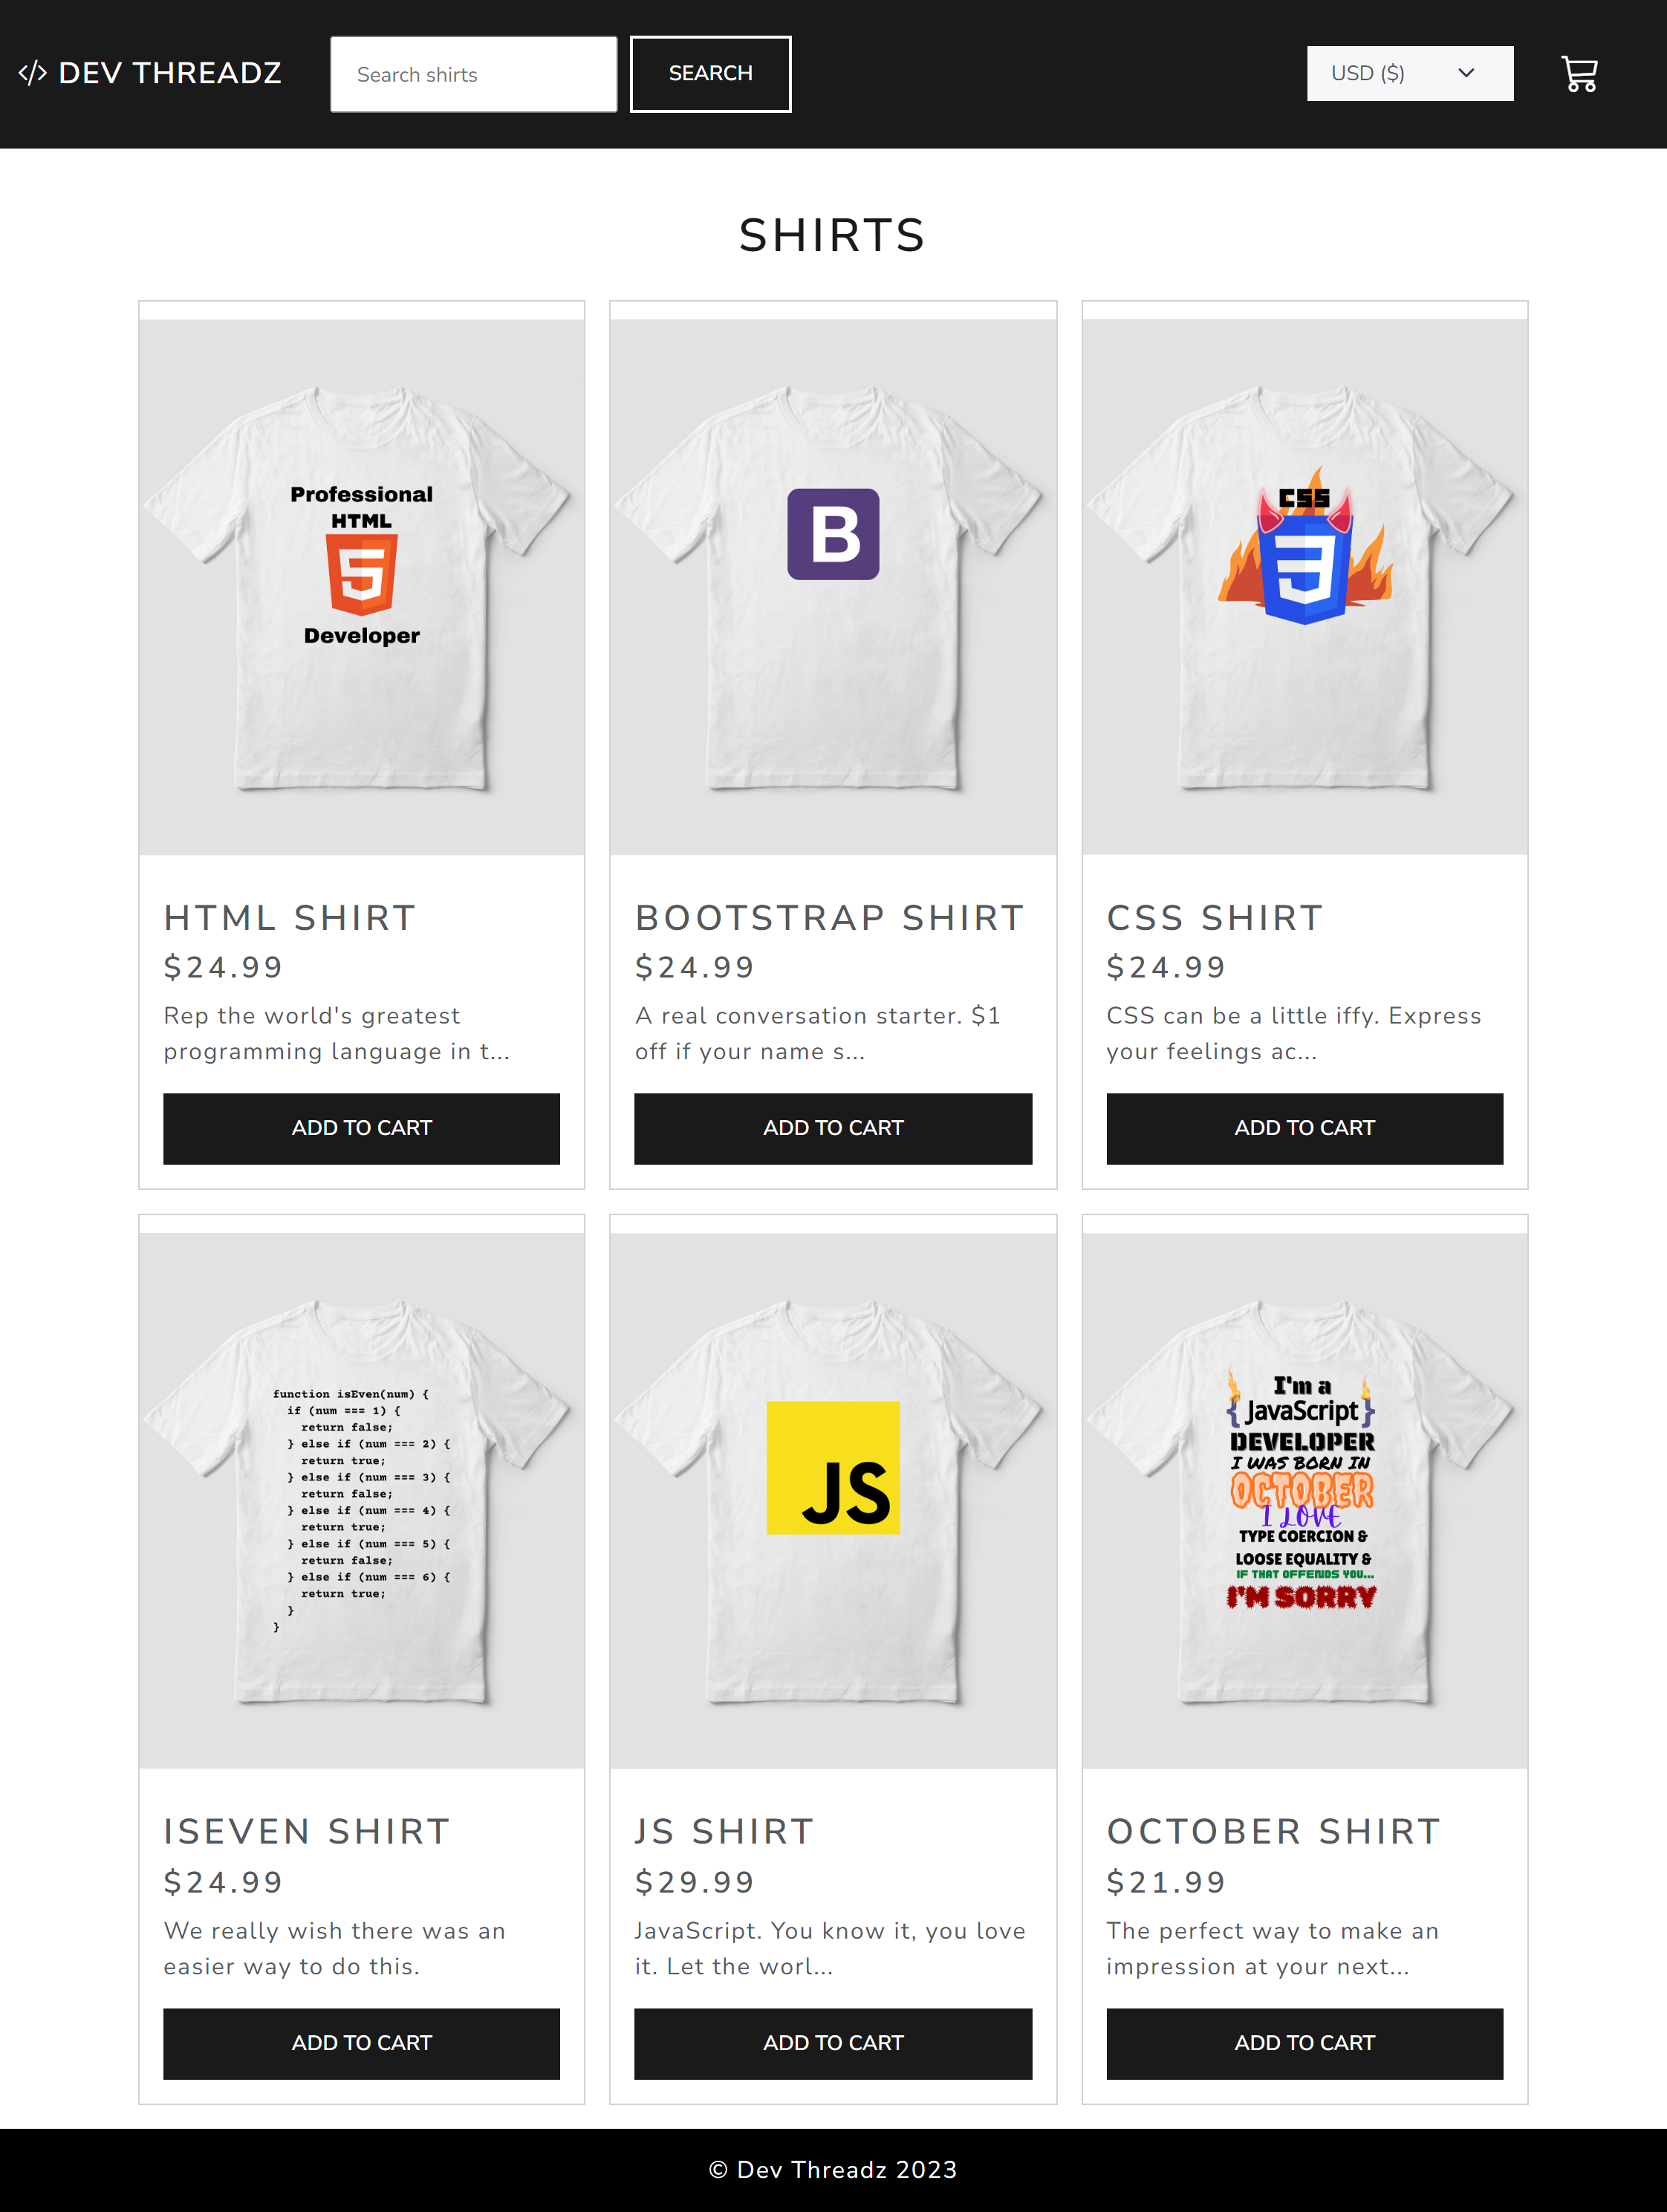 </> DEV THREADZ
Search shirts
SEARCH
USD ($)
SHIRTS
Professional
HTML
5
Developer
B
CSS
3
HTML SHIRT
$24.99
Rep the world's greatest
programming language in t...
ADD TO CART
BOOTSTRAP SHIRT
$24.99
A real conversation starter. $1
off if your name s...
ADD TO CART
CSS SHIRT
$24.99
CSS can be a little iffy. Express
your feelings ac...
ADD TO CART
function isEven(num) {
if (num === 1) {
return false;
} else if (num === 2) {
return true;
} else if (num === 3) {
return false;
} else if (num === 4) {
return true;
} else if (num === 5) {
return false;
} else if (num === 6) {
return true;
}
}
JS
I'm a
{ JavaScript }
DEVELOPER
I WAS BORN IN
OCTOBER
I LOVE
TYPE COERCION &
LOOSE EQUALITY &
IF THAT OFFENDS YOU...
I'M SORRY
ISEVEN SHIRT
$24.99
We really wish there was an
easier way to do this.
ADD TO CART
JS SHIRT
$29.99
JavaScript. You know it, you love
it. Let the worl...
ADD TO CART
OCTOBER SHIRT
$21.99
The perfect way to make an
impression at your next...
ADD TO CART
© Dev Threadz 2023